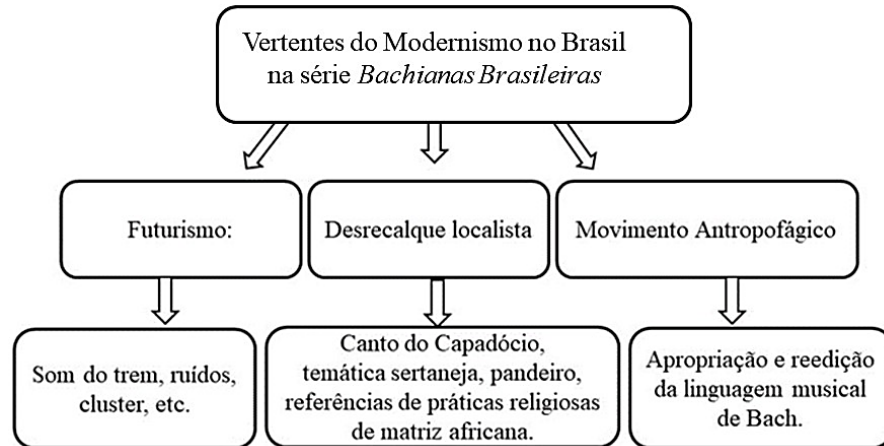 Vertentes do Modernismo no Brasil
na série Bachianas Brasileiras
Futurismo:
Desrecalque localista
Movimento Antropofágico
Som do trem, ruídos,
cluster, etc.
Canto do Capadócio,
temática sertaneja, pandeiro,
referências de práticas religiosas
de matriz africana.
Apropriação e reedição
da linguagem musical
de Bach.